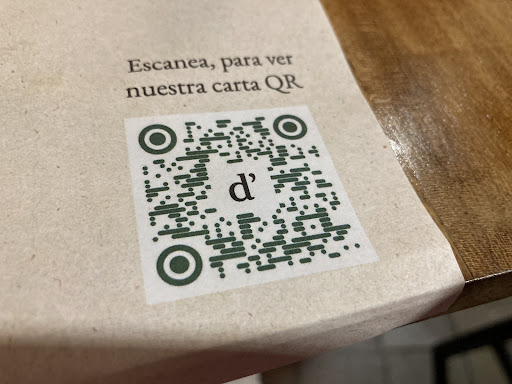 Escanea, para ver
nuestra carta QR
d’